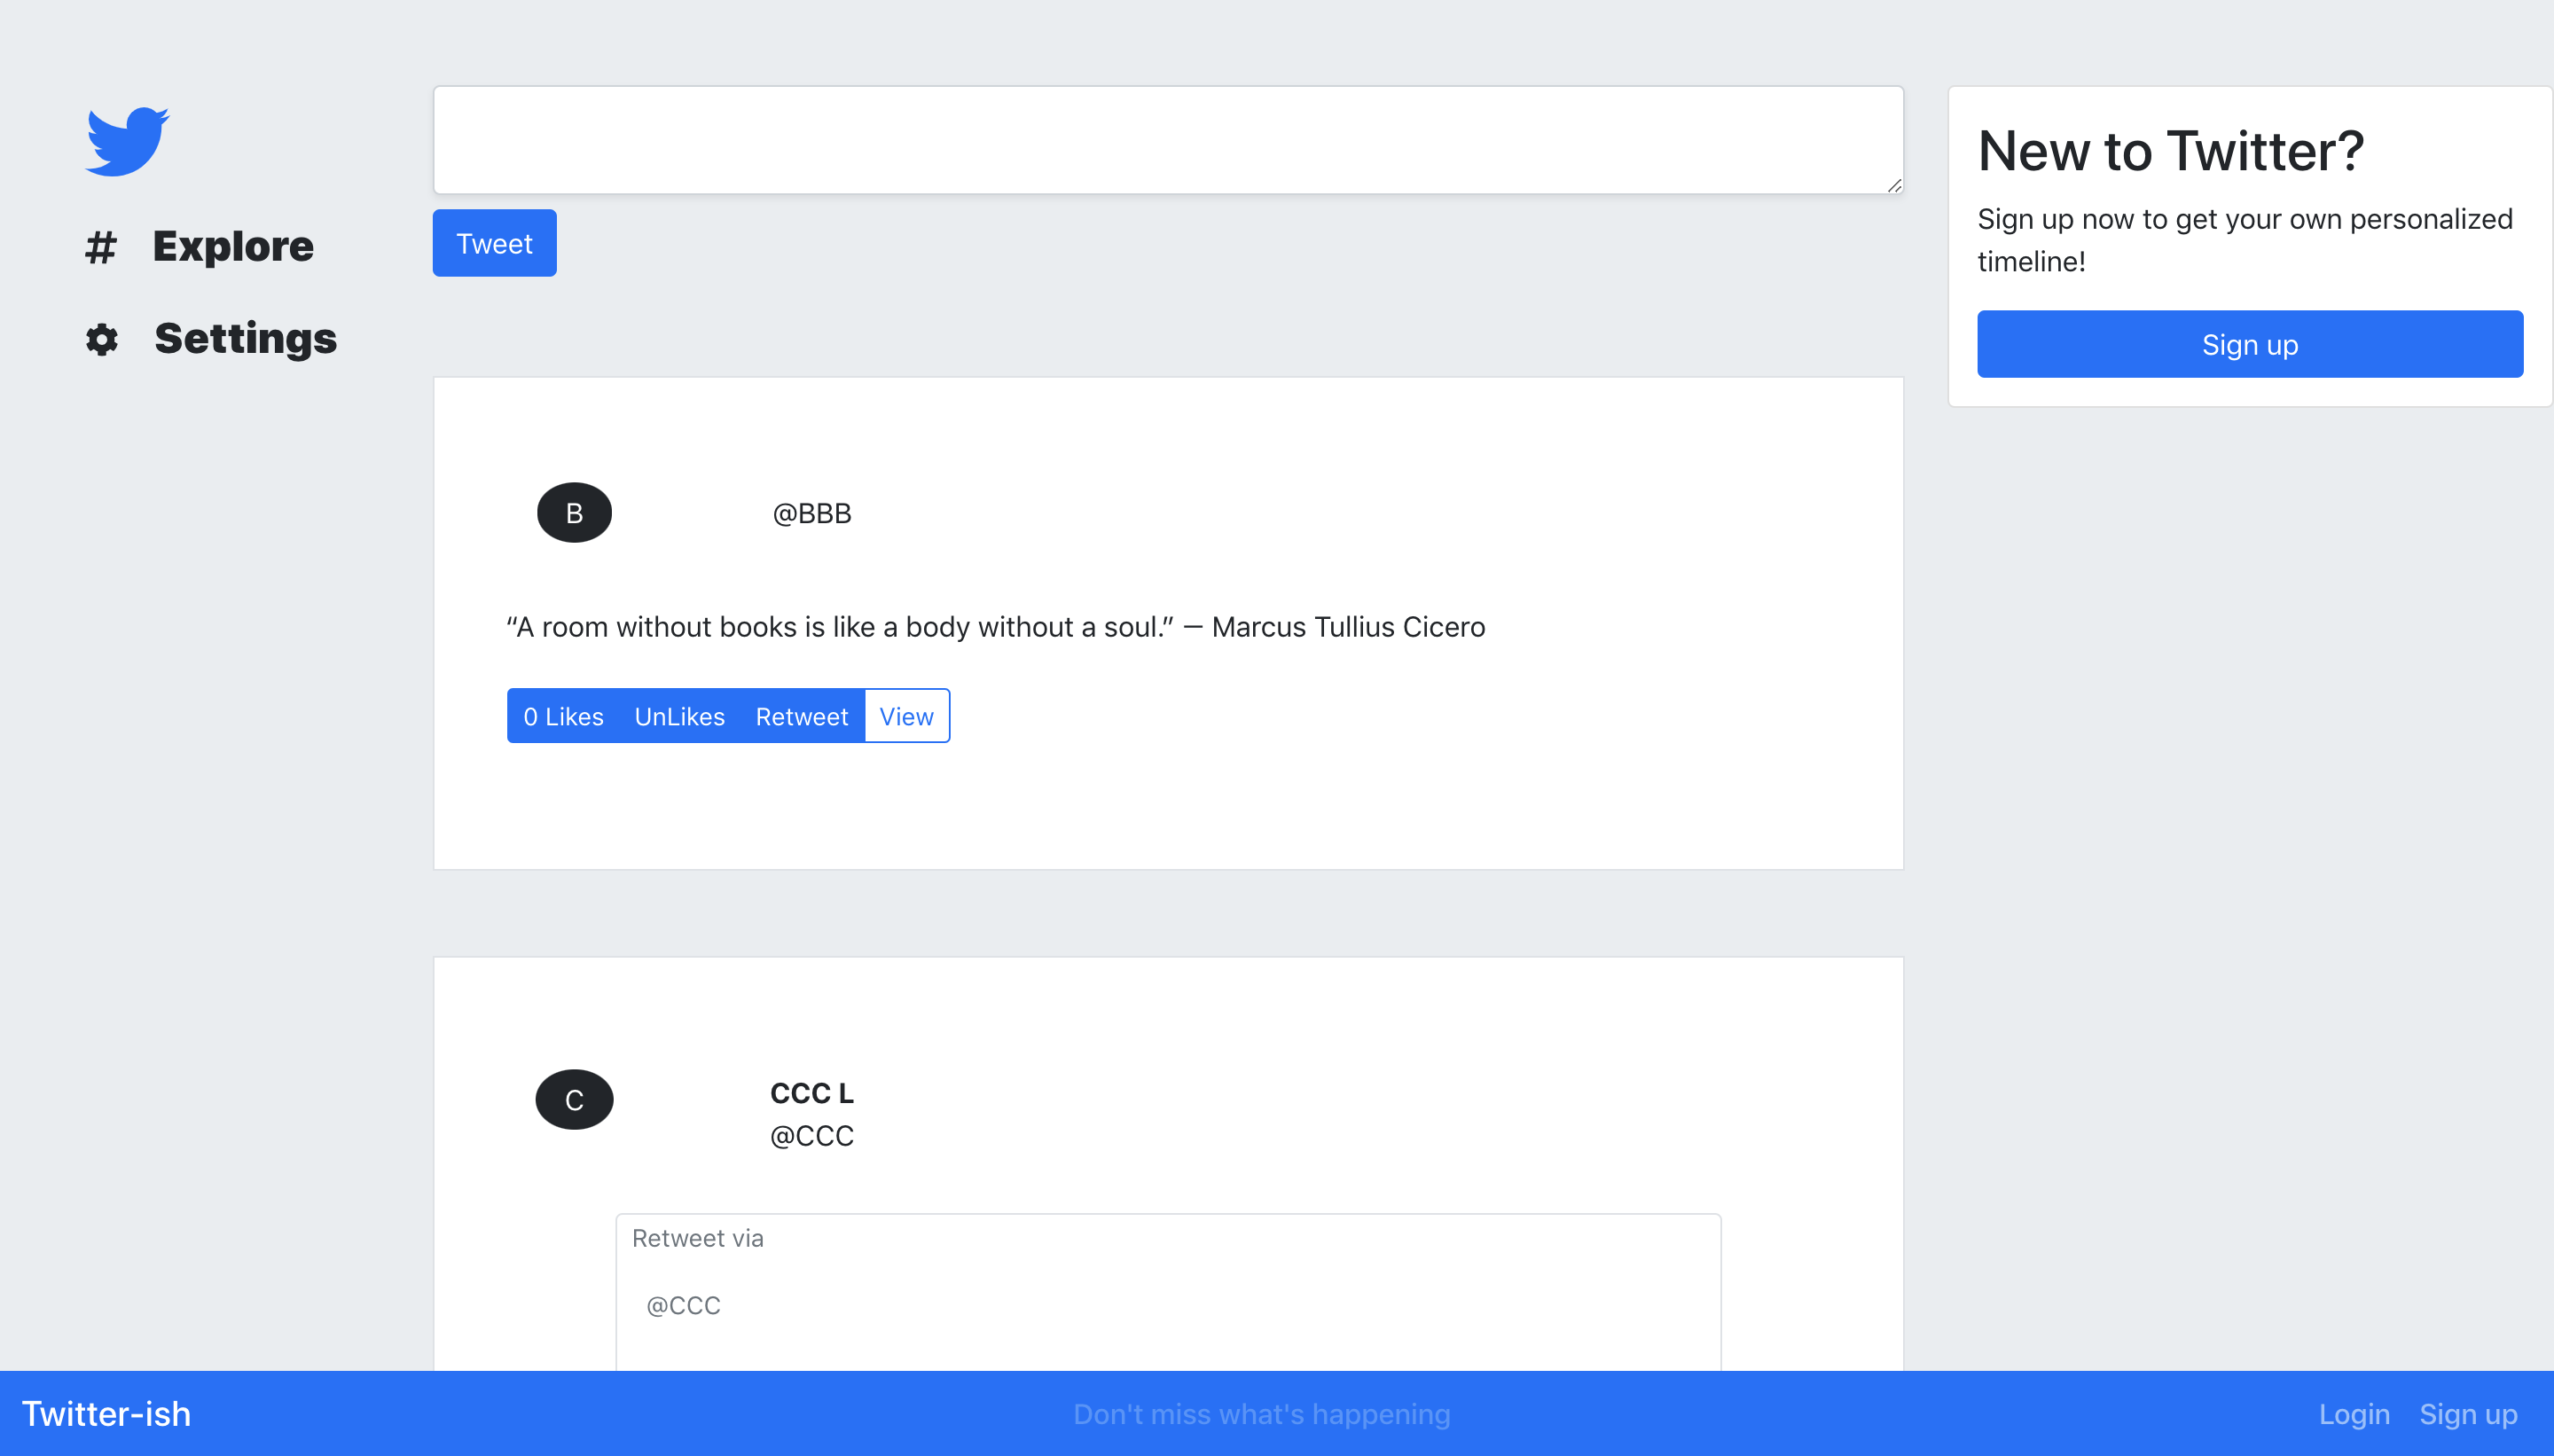 # Explore
Settings
Tweet
New to Twitter?
Sign up now to get your own personalized
timeline!
Sign up
B
@BBB
“A room without books is like a body without a soul.” ― Marcus Tullius Cicero
0 Likes UnLikes Retweet View
C
CCC L
@CCC
Retweet via
@CCC
Twitter-ish Don't miss what's happening Login Sign up